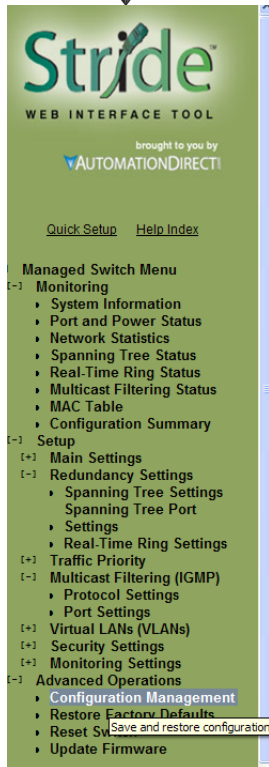 Stride™
WEB INTERFACE TOOL
brought to you by
AUTOMATIONDIRECT
Quick Setup Help Index
Managed Switch Menu
[-] Monitoring
System Information
Port and Power Status
Network Statistics
Spanning Tree Status
Real-Time Ring Status
Multicast Filtering Status
MAC Table
Configuration Summary
[-] Setup
[+] Main Settings
[-] Redundancy Settings
Spanning Tree Settings
Spanning Tree Port
Settings
Real-Time Ring Settings
[+] Traffic Priority
[-] Multicast Filtering (IGMP)
Protocol Settings
Port Settings
[+] Virtual LANs (VLANs)
[+] Security Settings
[+] Monitoring Settings
[-] Advanced Operations
Configuration Management
Restore Factory Defaults
Save and restore configuration
Reset Switch
Update Firmware